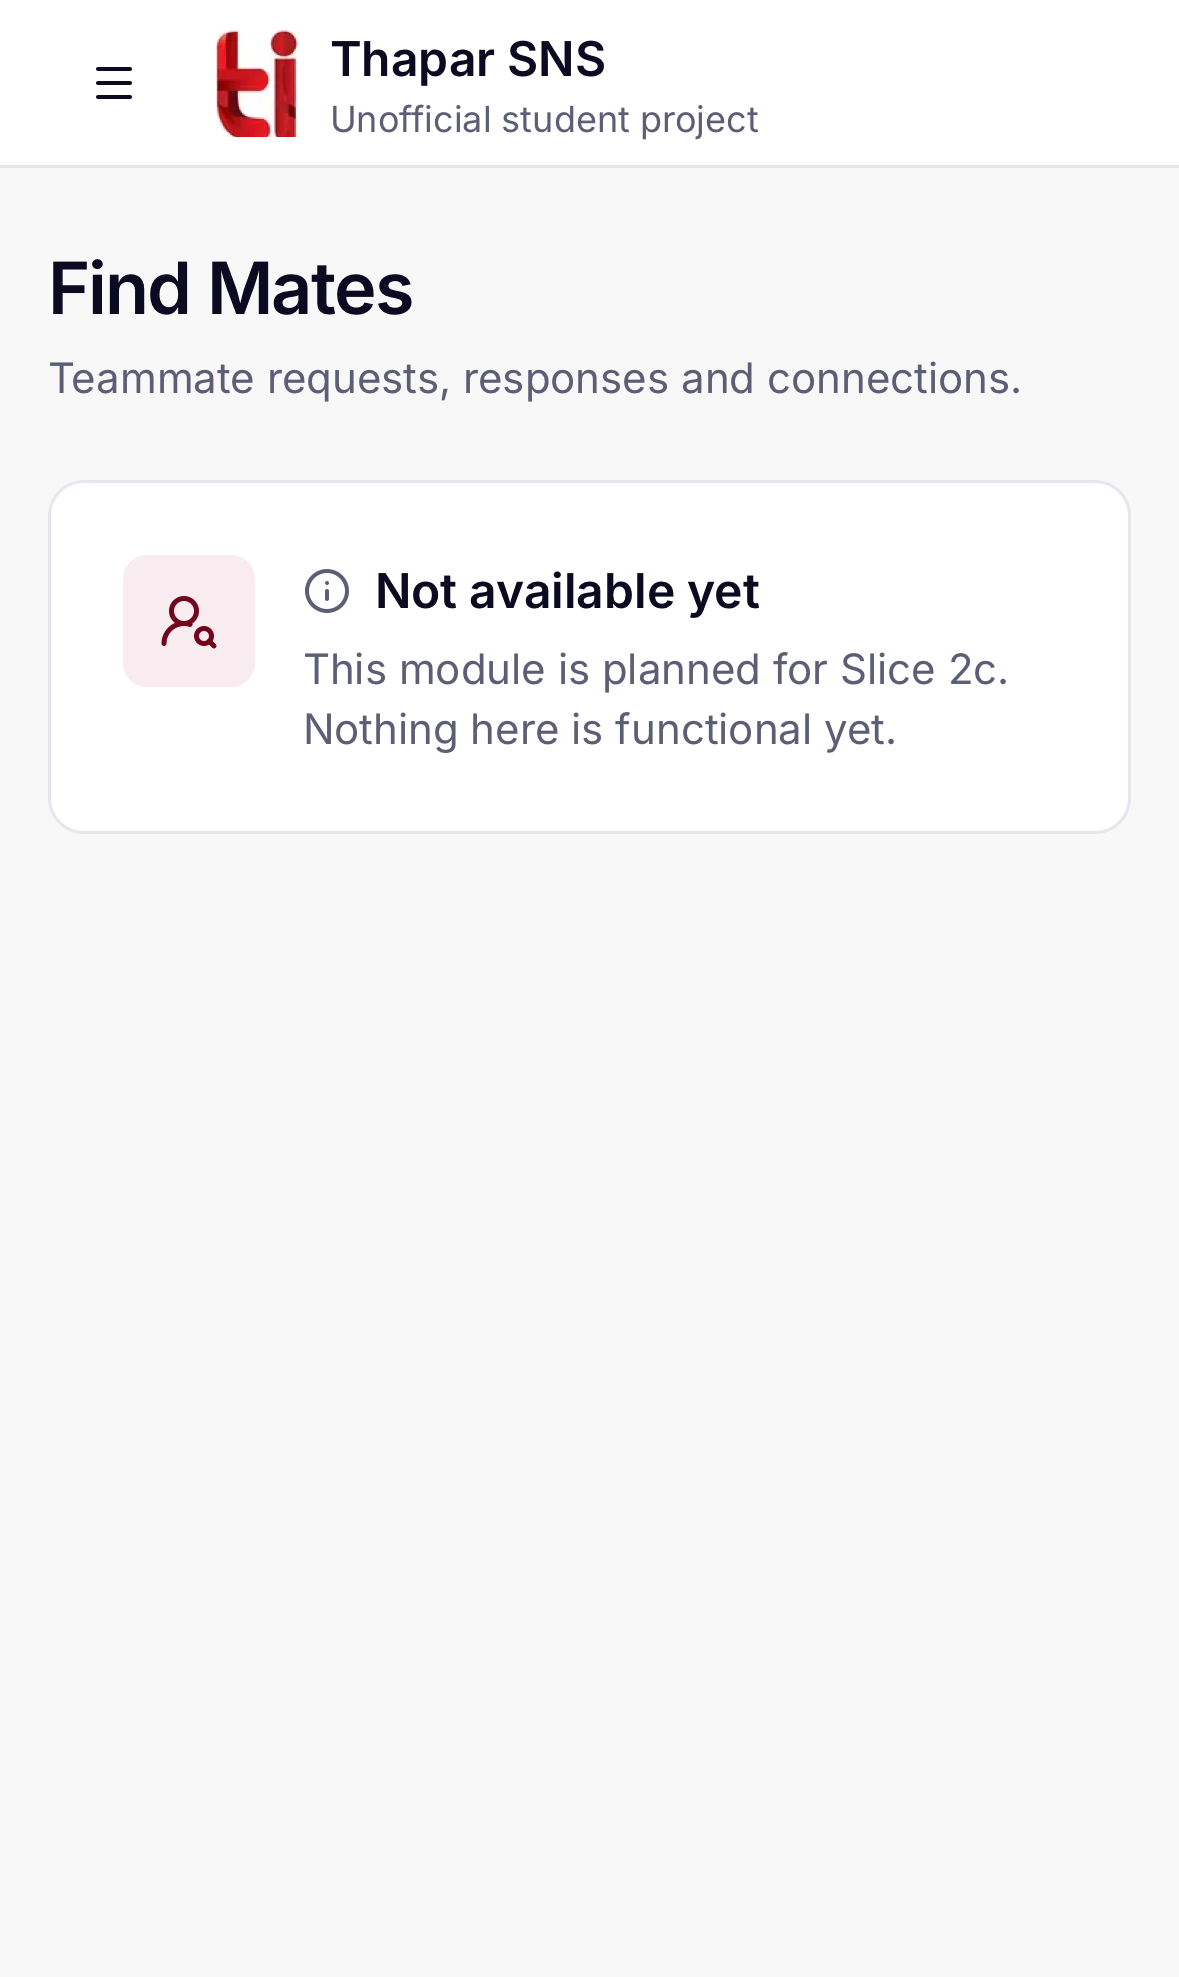 ti
Thapar SNS
Unofficial student project
Find Mates
Teammate requests, responses and connections.
Not available yet
This module is planned for Slice 2c.
Nothing here is functional yet.